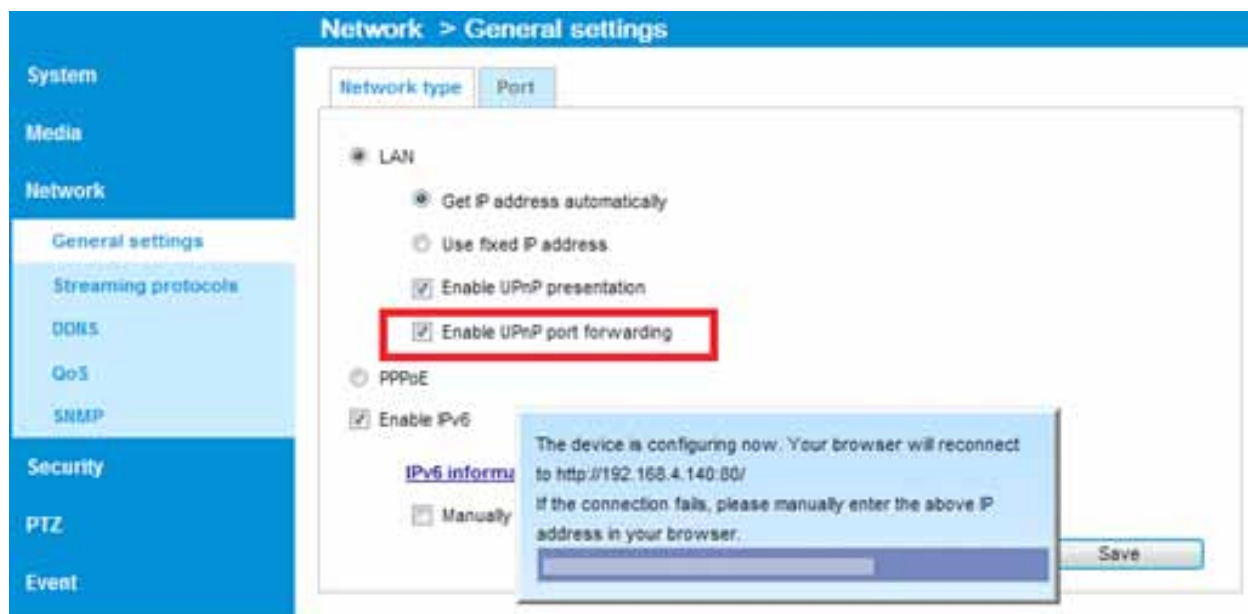 Network > General settings
System
Media
Network
General settings
Streaming protocols
DDNS
QoS
SNMP
Security
PTZ
Event
Network type
Port
LAN
Get IP address automatically
Use fixed IP address
Enable UPnP presentation
Enable UPnP port forwarding
PPPoE
Enable IPv6
IPv6 informa
Manually
The device is configuring now. Your browser will reconnect
to http://192.168.4.140:80/
If the connection fails, please manually enter the above IP
address in your browser.
Save